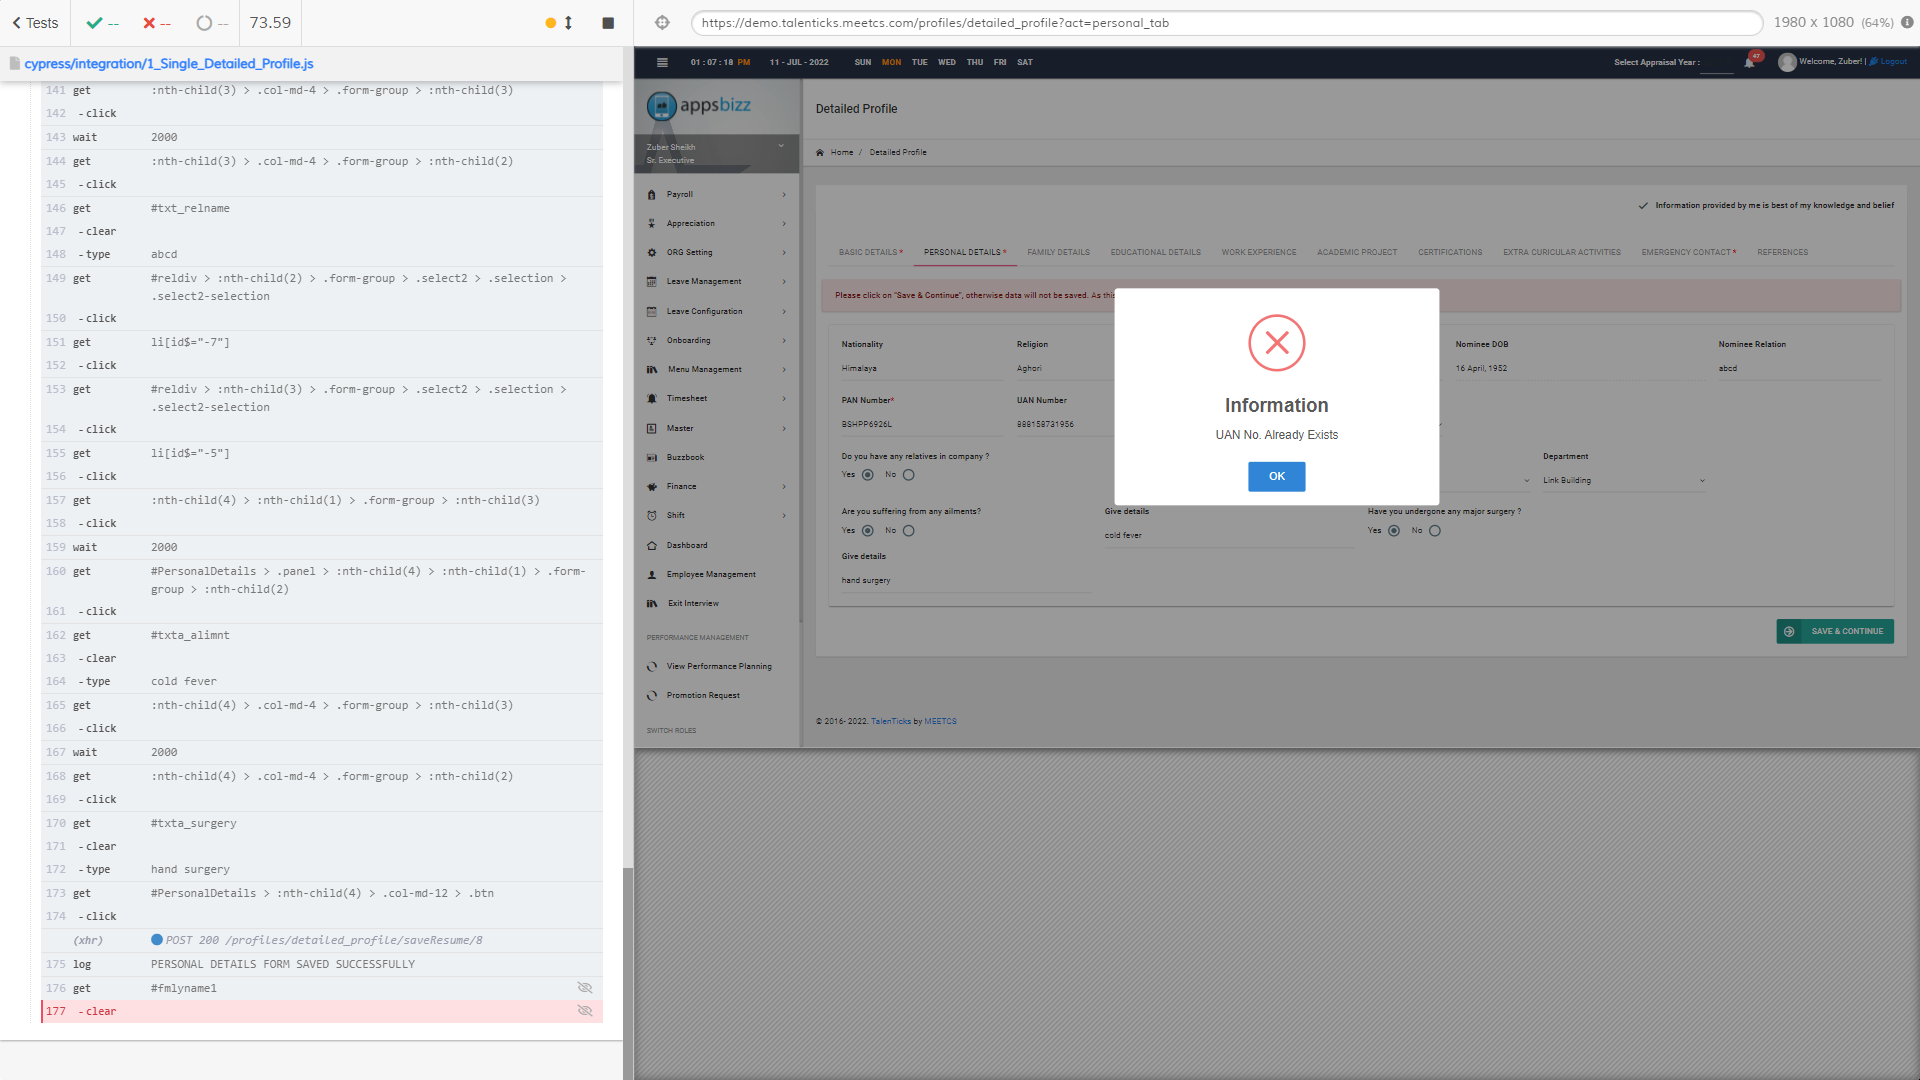 Tests
--
--
--
73.59
cypress/integration/1_Single_Detailed_Profile.js
141 get :nth-child(3) > .col-md-4 > .form-group > :nth-child(3)
142 -click
143 wait 2000
144 get :nth-child(3) > .col-md-4 > .form-group > :nth-child(2)
145 -click
146 get #txt_relname
147 -clear
148 -type abcd
149 get #reldiv > :nth-child(2) > .form-group > .select2 > .selection >
.select2-selection
150 -click
151 get li[id$="-7"]
152 -click
153 get #reldiv > :nth-child(3) > .form-group > .select2 > .selection >
.select2-selection
154 -click
155 get li[id$="-5"]
156 -click
157 get :nth-child(4) > :nth-child(1) > .form-group > :nth-child(3)
158 -click
159 wait 2000
160 get #PersonalDetails > .panel > :nth-child(4) > :nth-child(1) > .form-
group > :nth-child(2)
161 -click
162 get #txta_alimnt
163 -clear
164 -type cold fever
165 get :nth-child(4) > .col-md-4 > .form-group > :nth-child(3)
166 -click
167 wait 2000
168 get :nth-child(4) > .col-md-4 > .form-group > :nth-child(2)
169 -click
170 get #txta_surgery
171 -clear
172 -type hand surgery
173 get #PersonalDetails > :nth-child(4) > .col-md-12 > .btn
174 -click
(xhr) POST 200 /profiles/detailed_profile/saveResume/8
175 log PERSONAL DETAILS FORM SAVED SUCCESSFULLY
176 get #fmlyname1
177 -clear
https://demo.talenticks.meetcs.com/profiles/detailed_profile?act=personal_tab
1980 x 1080 (64%)
01 : 07 : 18 PM 11 - JUL - 2022 SUN MON TUE WED THU FRI SAT
Select Appraisal Year :
47
Welcome, Zuber! | Logout
appsbizz
Zuber Sheikh
Sr. Executive
Payroll
Appreciation
ORG Setting
Leave Management
Leave Configuration
Onboarding
Menu Management
Timesheet
Master
Buzzbook
Finance
Shift
Dashboard
Employee Management
Exit Interview
PERFORMANCE MANAGEMENT
View Performance Planning
Promotion Request
SWITCH ROLES
Detailed Profile
Home / Detailed Profile
Information provided by me is best of my knowledge and belief
BASIC DETAILS * PERSONAL DETAILS * FAMILY DETAILS EDUCATIONAL DETAILS WORK EXPERIENCE ACADEMIC PROJECT CERTIFICATIONS EXTRA CURICULAR ACTIVITIES EMERGENCY CONTACT * REFERENCES
Please click on "Save & Continue", otherwise data will not be saved. As this
Nationality Religion Nominee DOB Nominee Relation
Himalaya Aghori 16 April, 1952 abcd
PAN Number* UAN Number
BSHPP6926L 888158731956
Do you have any relatives in company ? Department
Yes No Link Building
Are you suffering from any ailments? Give details Have you undergone any major surgery ?
Yes No cold fever Yes No
Give details
hand surgery
SAVE & CONTINUE
Information
UAN No. Already Exists
OK
© 2016- 2022. TalenTicks by MEETCS